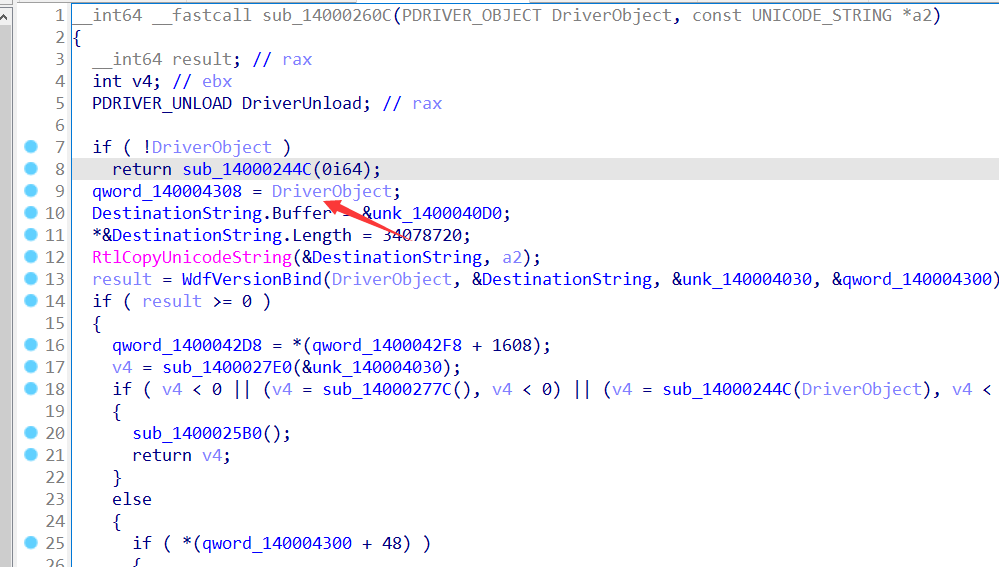 1 __int64 __fastcall sub_14000260C(PDRIVER_OBJECT DriverObject, const UNICODE_STRING *a2)
2 {
3 __int64 result; // rax
4 int v4; // ebx
5 PDRIVER_UNLOAD DriverUnload; // rax
6
7 if ( !DriverObject )
8 return sub_14000244C(0i64);
9 qword_140004308 = DriverObject;
10 DestinationString.Buffer = &unk_1400040D0;
11 *&DestinationString.Length = 34078720;
12 RtlCopyUnicodeString(&DestinationString, a2);
13 result = WdfVersionBind(DriverObject, &DestinationString, &unk_140004030, &qword_140004300)
14 if ( result >= 0 )
15 {
16 qword_1400042D8 = *(qword_1400042F8 + 1608);
17 v4 = sub_1400027E0(&unk_140004030);
18 if ( v4 < 0 || (v4 = sub_14000277C(), v4 < 0) || (v4 = sub_14000244C(DriverObject), v4 <
19 {
20 sub_1400025B0();
21 return v4;
22 }
23 else
24 {
25 if ( *(qword_140004300 + 48) )
26 {